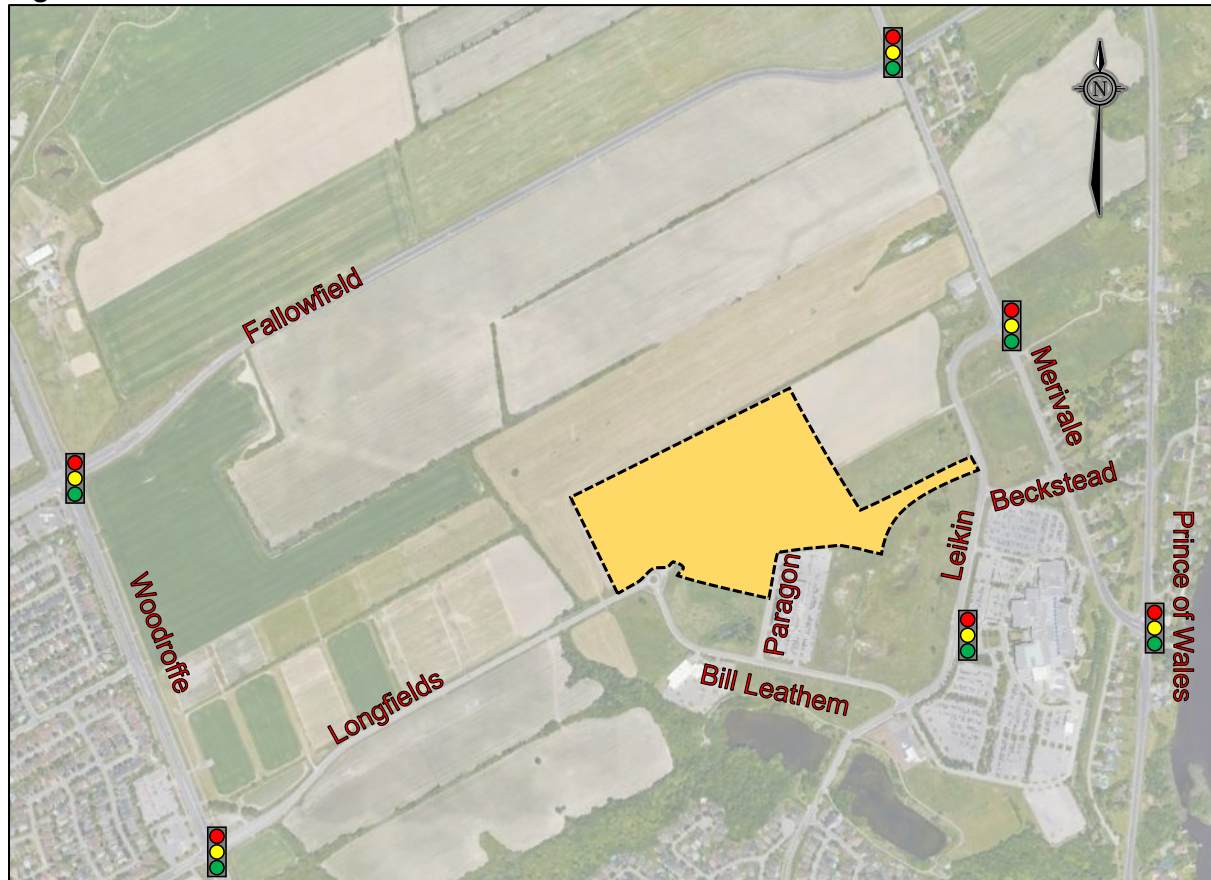 N
Fallowfield
Merivale
Beckstead
Prince of Wales
Leikin
Paragon
Woodroffe
Bill Leathem
Longfields